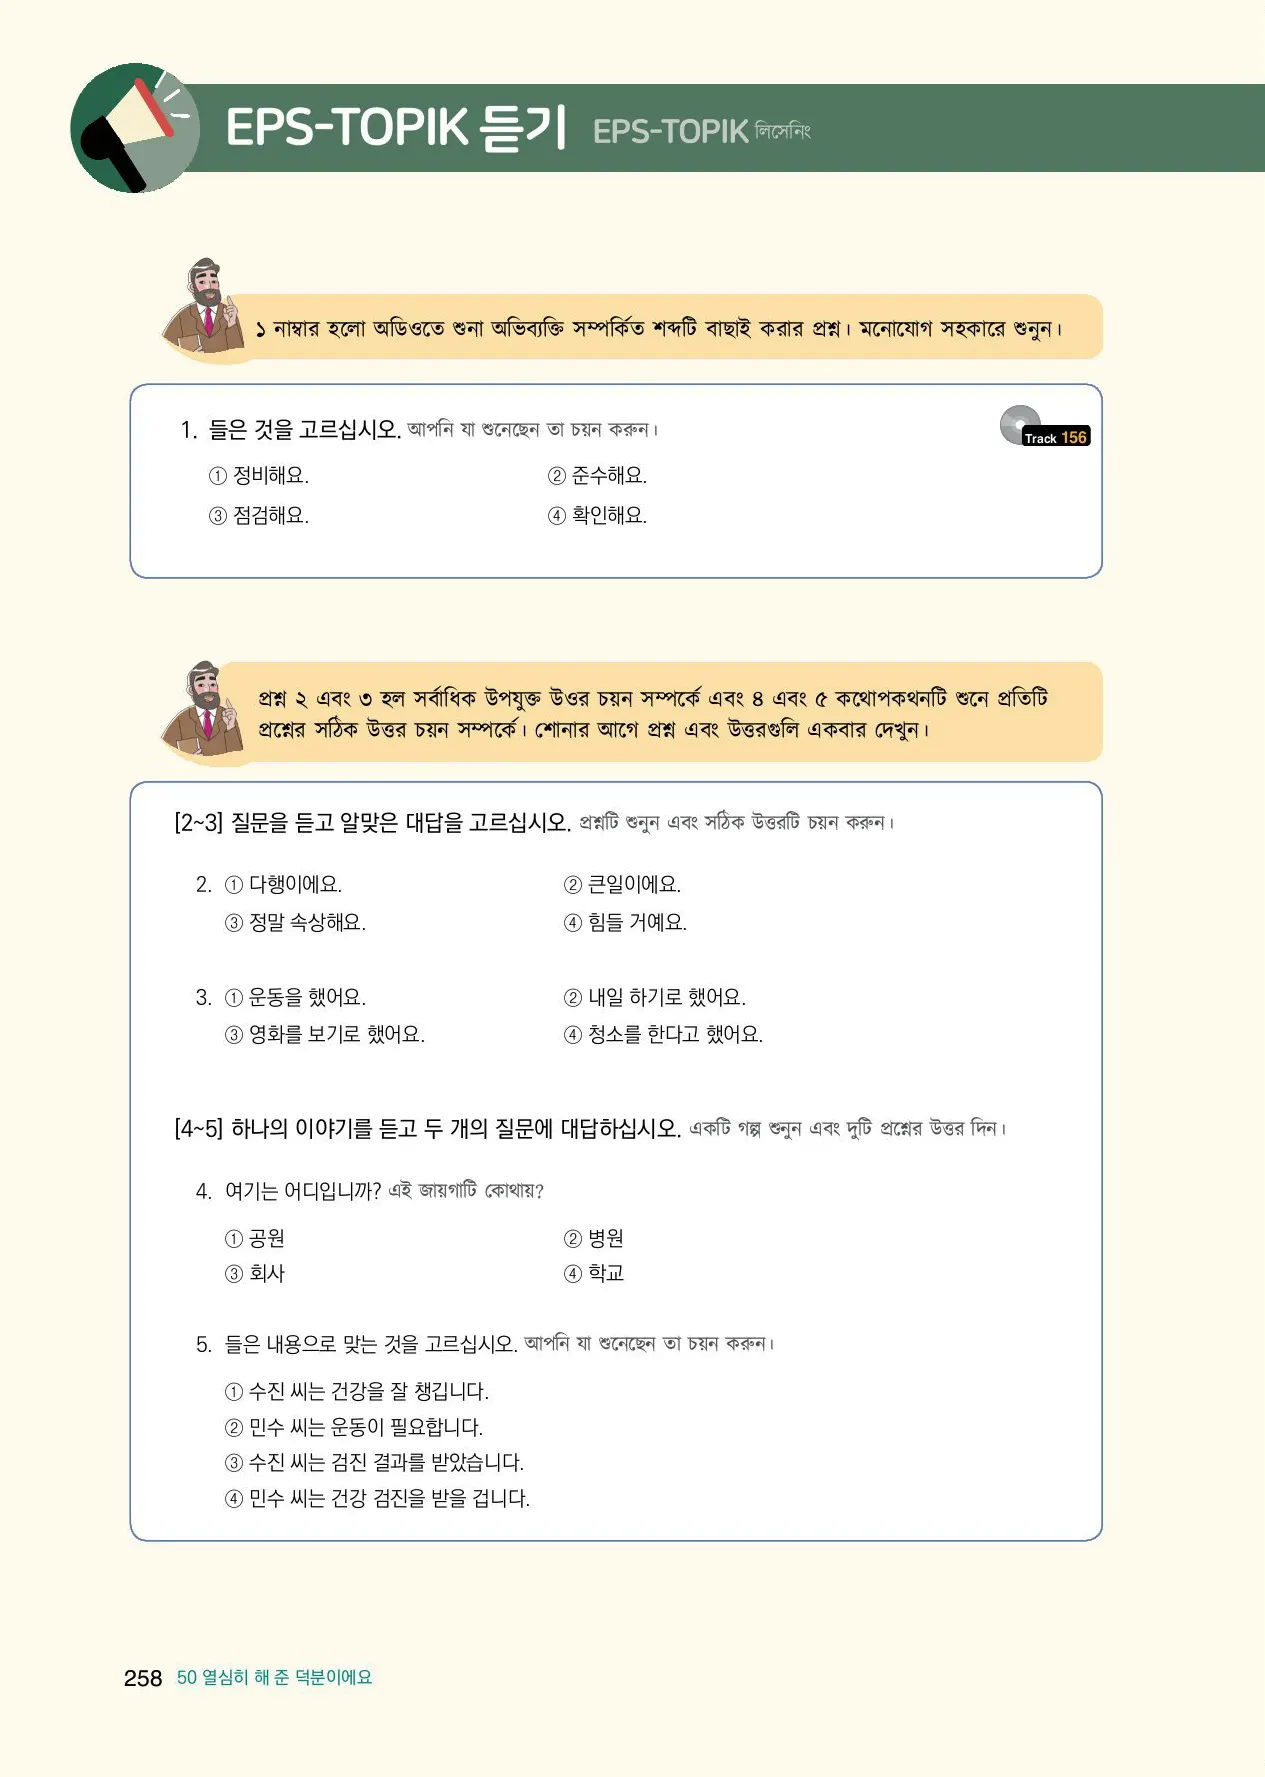 EPS-TOPIK 듣기 EPS-TOPIK লিসেনিং
১ নাম্বার হলো অডিওতে শুনা অভিব্যক্তি সম্পর্কিত শব্দটি বাছাই করার প্রশ্ন। মনোযোগ সহকারে শুনুন।
1. 들은 것을 고르십시오. আপনি যা শুনেছেন তা চয়ন করুন।
Track 156
① 정비해요. ② 준수해요.
③ 점검해요. ④ 확인해요.
প্রশ্ন ২ এবং ৩ হল সর্বাধিক উপযুক্ত উওর চয়ন সম্পর্কে এবং ৪ এবং ৫ কথোপকথনটি শুনে প্রতিটি
প্রশ্নের সঠিক উত্তর চয়ন সম্পর্কে। শোনার আগে প্রশ্ন এবং উত্তরগুলি একবার দেখুন।
[2~3] 질문을 듣고 알맞은 대답을 고르십시오. প্রশ্নটি শুনুন এবং সঠিক উত্তরটি চয়ন করুন।
2. ① 다행이에요. ② 큰일이에요.
③ 정말 속상해요. ④ 힘들 거예요.
3. ① 운동을 했어요. ② 내일 하기로 했어요.
③ 영화를 보기로 했어요. ④ 청소를 한다고 했어요.
[4~5] 하나의 이야기를 듣고 두 개의 질문에 대답하십시오. একটি গল্প শুনুন এবং দুটি প্রশ্নের উত্তর দিন।
4. 여기는 어디입니까? এই জায়গাটি কোথায়?
① 공원 ② 병원
③ 회사 ④ 학교
5. 들은 내용으로 맞는 것을 고르십시오. আপনি যা শুনেছেন তা চয়ন করুন।
① 수진 씨는 건강을 잘 챙깁니다.
② 민수 씨는 운동이 필요합니다.
③ 수진 씨는 검진 결과를 받았습니다.
④ 민수 씨는 건강 검진을 받을 겁니다.
258 50 열심히 해 준 덕분이에요